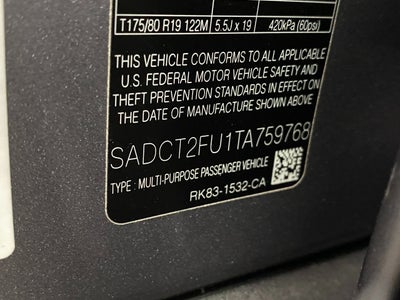 T175/80 R19 122M 5.5J x 19 420kPa (60psi)
THIS VEHICLE CONFORMS TO ALL APPLICABLE
U.S. FEDERAL MOTOR VEHICLE SAFETY AND
THEFT PREVENTION STANDARDS IN EFFECT ON
THE DATE OF MANUFACTURE SHOWN ABOVE
SADCT2FU1TA759768
TYPE : MULTI-PURPOSE PASSENGER VEHICLE
RK83-1532-CA